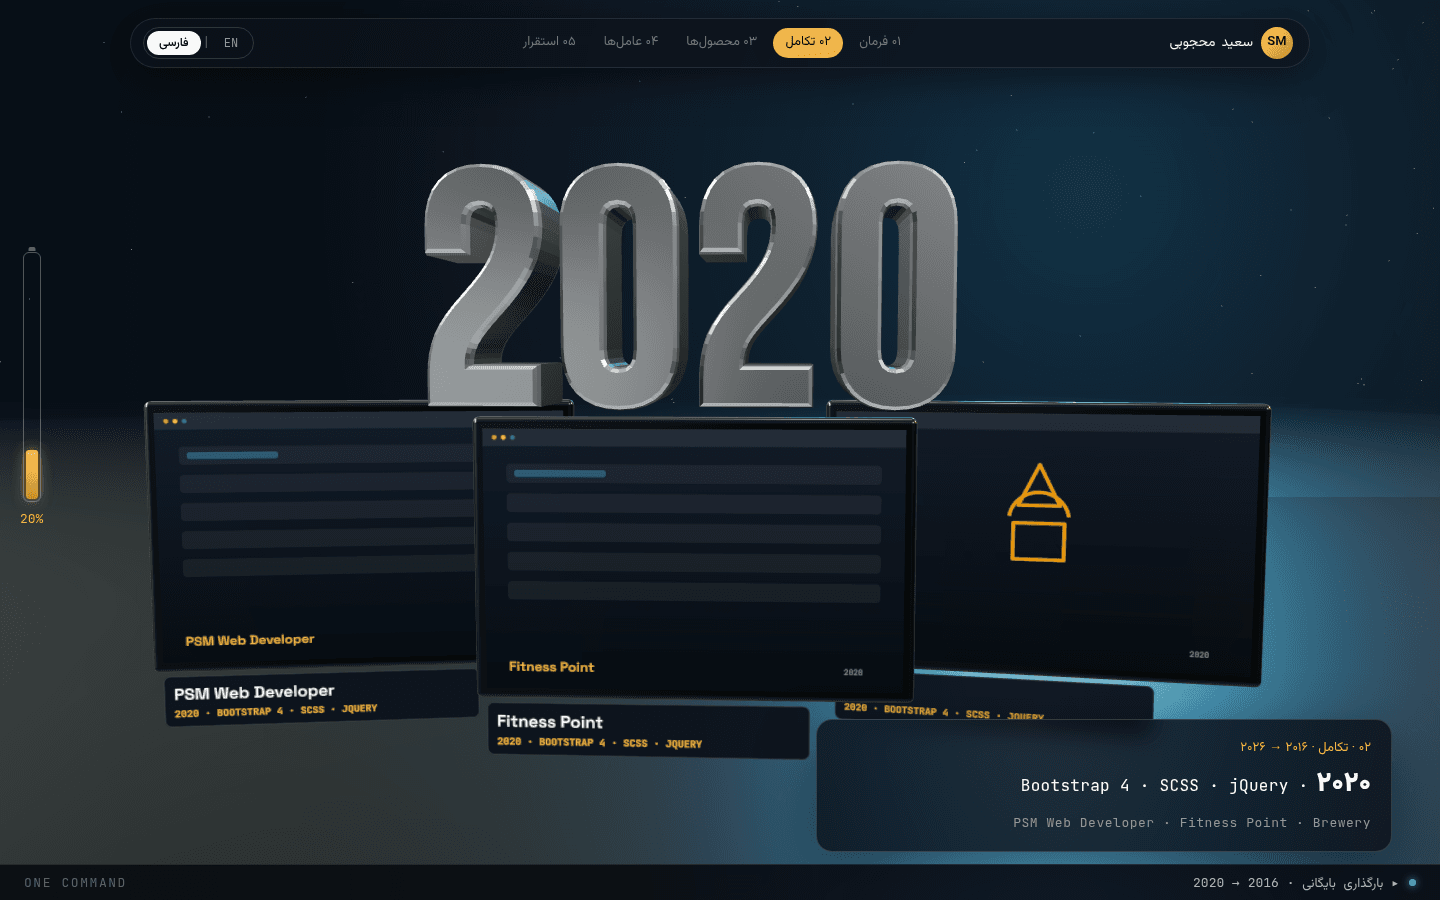 SM سعید محجوبی
۰۱ فرمان
۰۲ تکامل
۰۳ محصول‌ها
۰۴ عامل‌ها
۰۵ استقرار
EN | فارسی
2020
20%
PSM Web Developer
PSM Web Developer
2020 · BOOTSTRAP 4 · SCSS · JQUERY
Fitness Point
2020
Fitness Point
2020 · BOOTSTRAP 4 · SCSS · JQUERY
2020
2020 · BOOTSTRAP 4 · SCSS · JQUERY
۰۲ · تکامل · ۲۰۱۶ → ۲۰۲۶
۲۰۲۰ · Bootstrap 4 · SCSS · jQuery
PSM Web Developer · Fitness Point · Brewery
ONE COMMAND
▸ بارگذاری بایگانی · 2016 → 2020